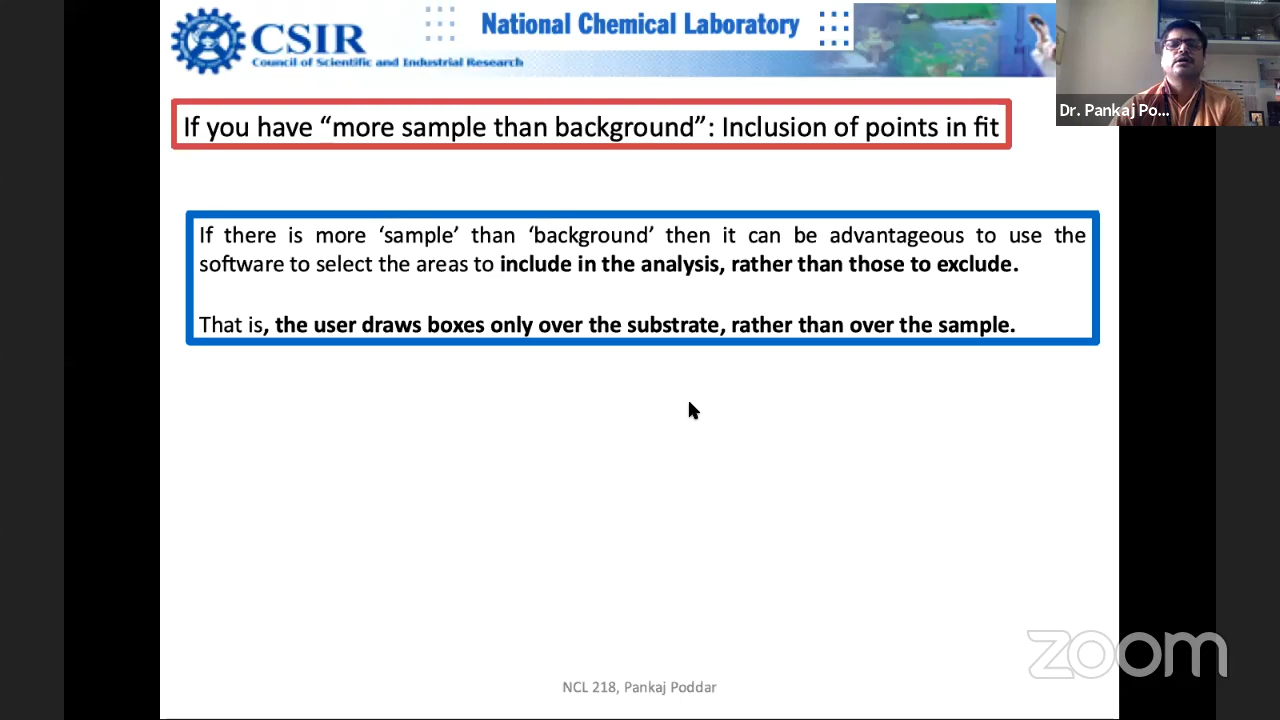 CSIR
Council of Scientific and Industrial Research
National Chemical Laboratory
Dr. Pankaj Po...
If you have “more sample than background”: Inclusion of points in fit
If there is more ‘sample’ than ‘background’ then it can be advantageous to use the
software to select the areas to include in the analysis, rather than those to exclude.
That is, the user draws boxes only over the substrate, rather than over the sample.
zoom
NCL 218, Pankaj Poddar